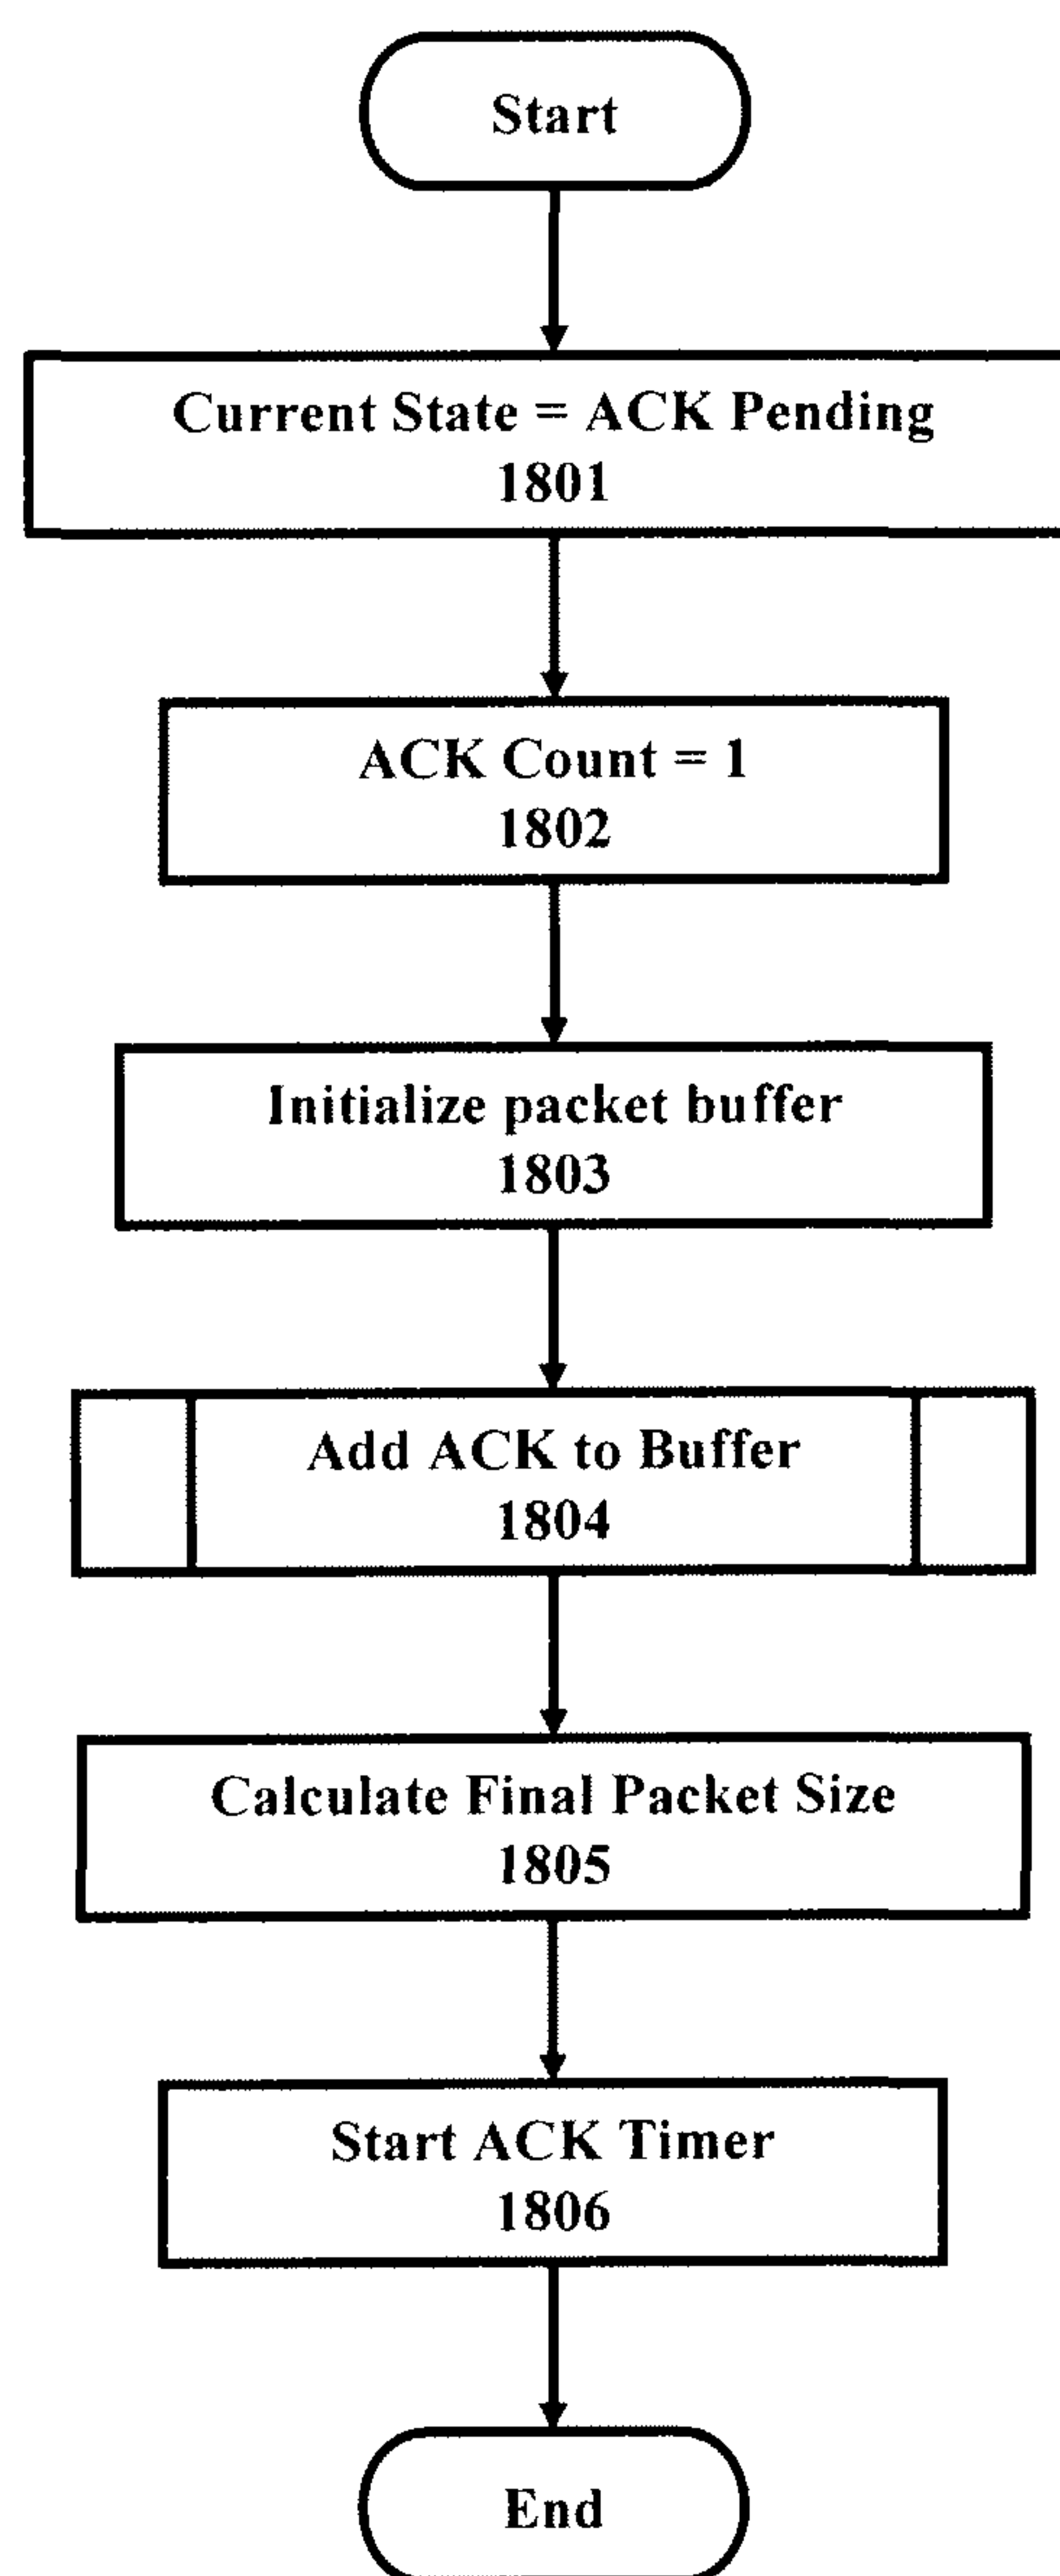 Start
Current State = ACK Pending
1801
ACK Count = 1
1802
Initialize packet buffer
1803
Add ACK to Buffer
1804
Calculate Final Packet Size
1805
Start ACK Timer
1806
End